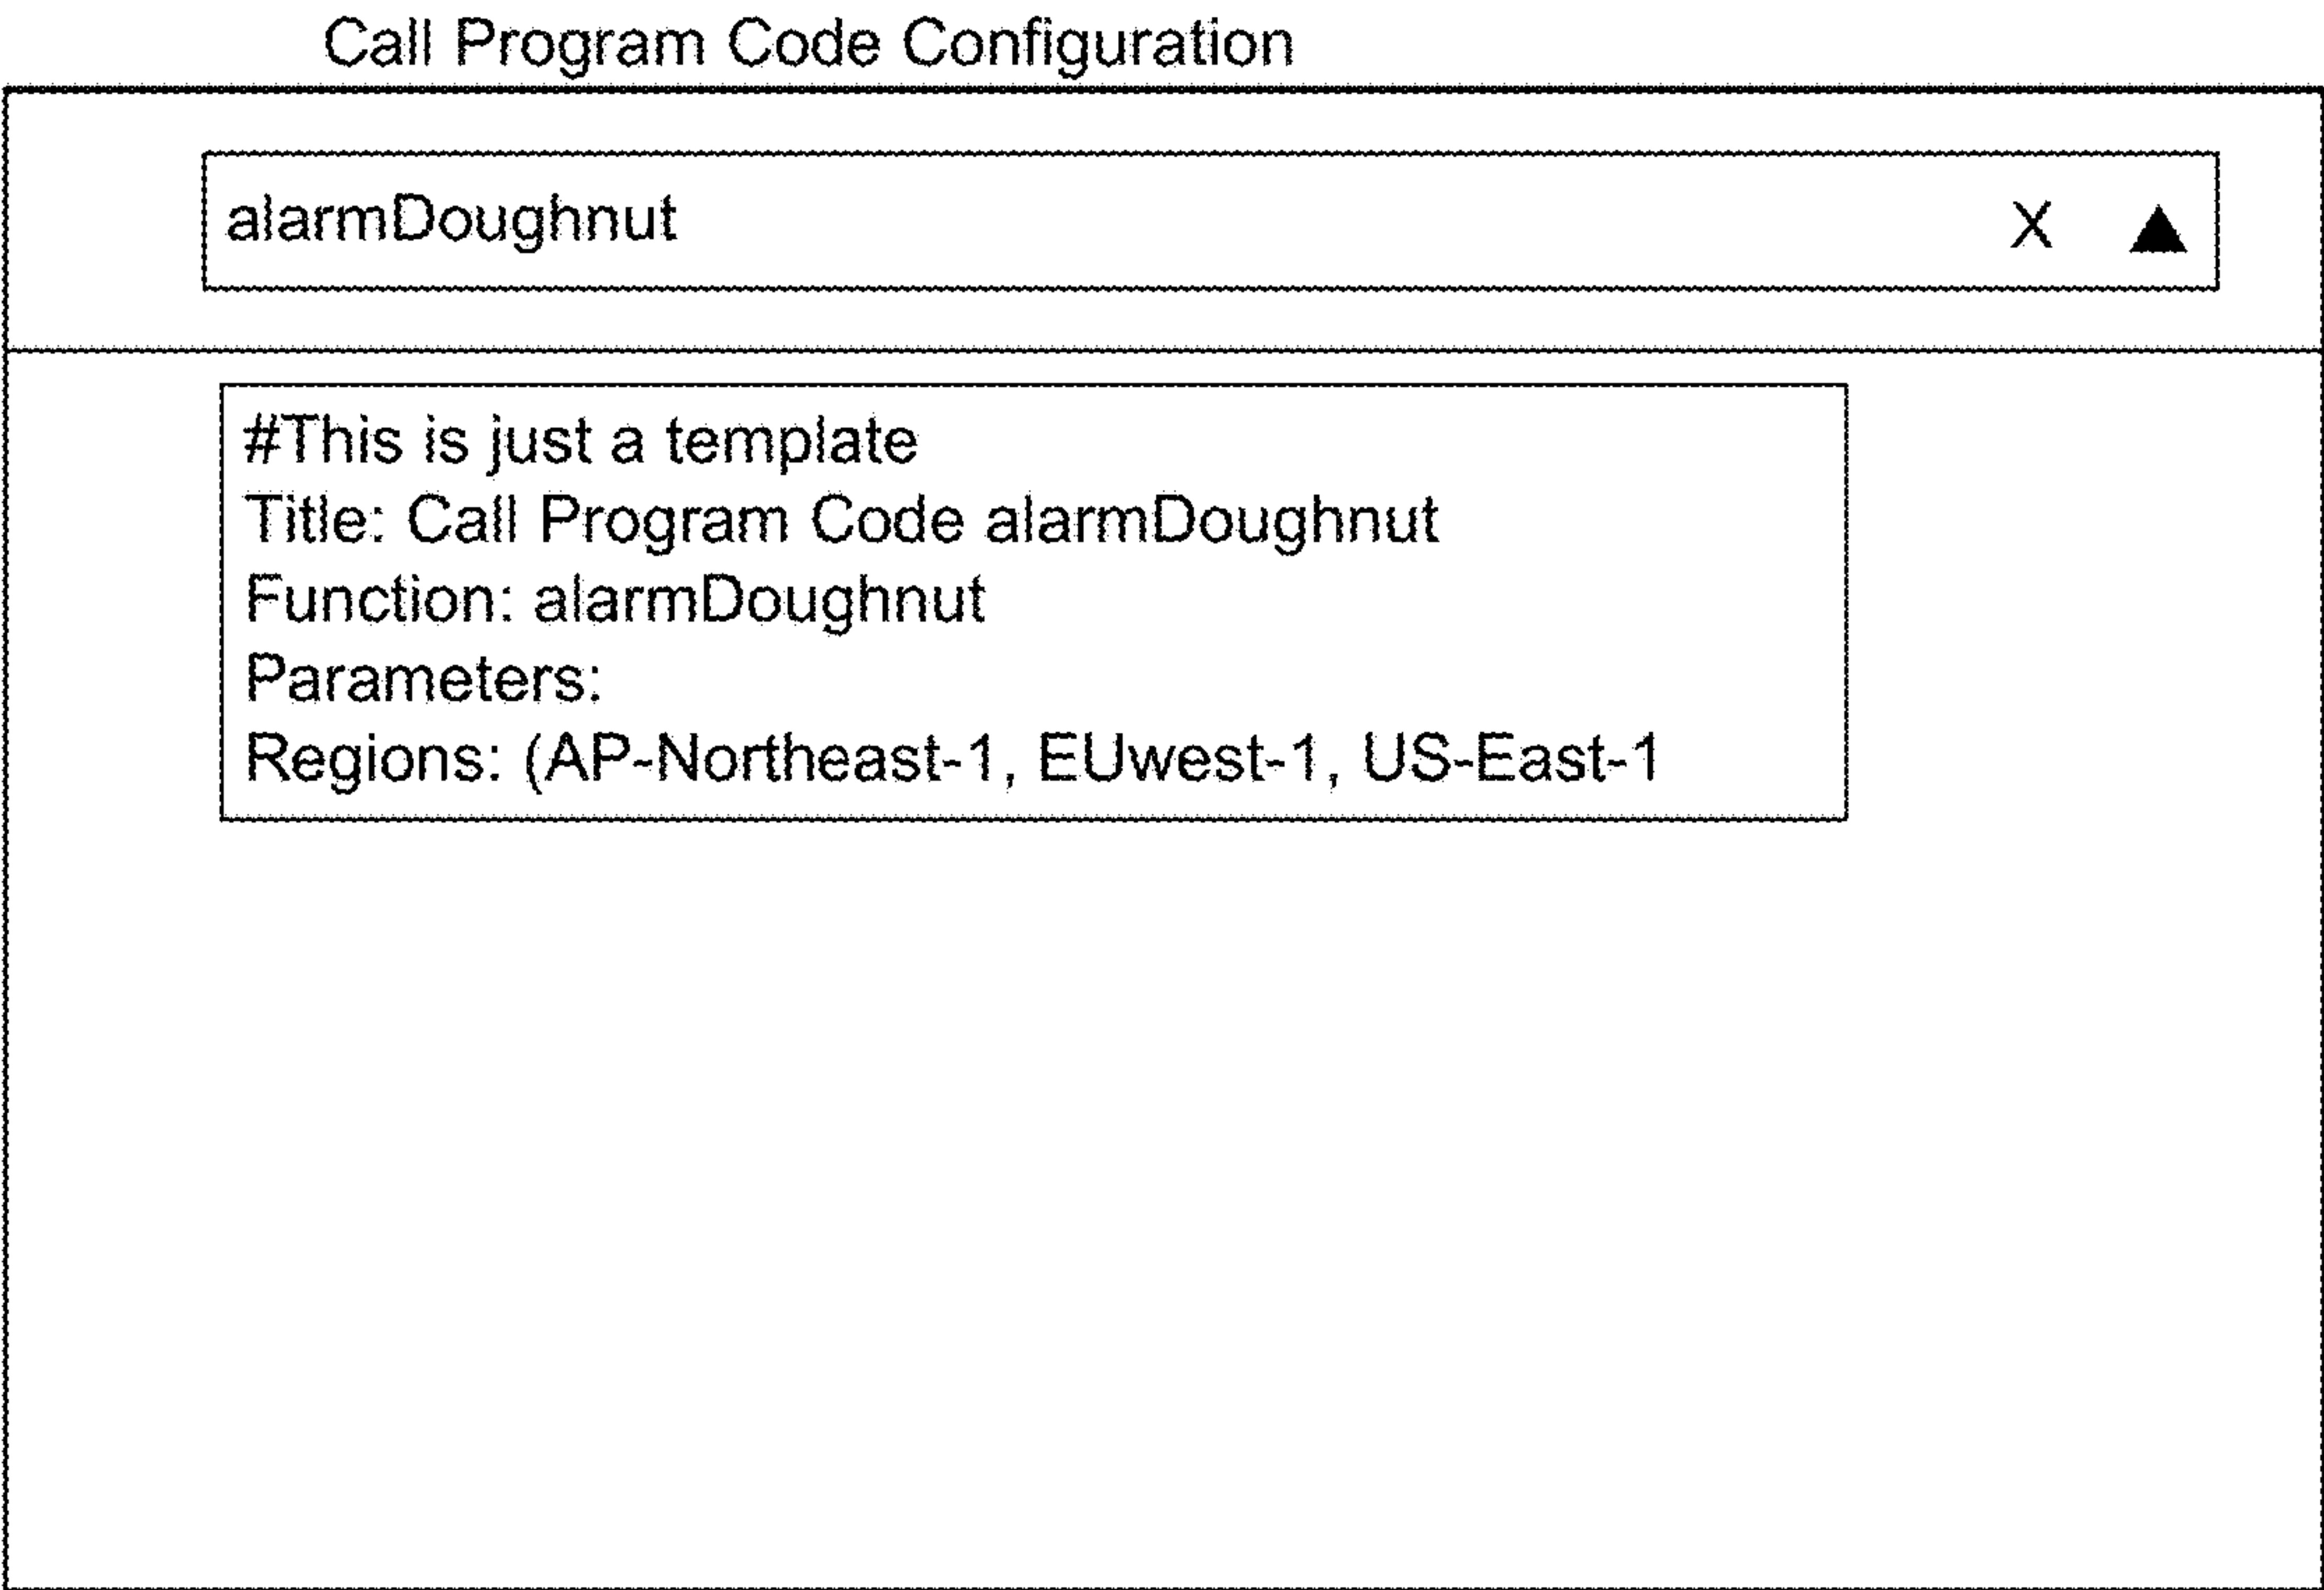 Call Program Code Configuration
alarmDoughnut X ▲
#This is just a template
Title: Call Program Code alarmDoughnut
Function: alarmDoughnut
Parameters:
Regions: (AP-Northeast-1, EUwest-1, US-East-1